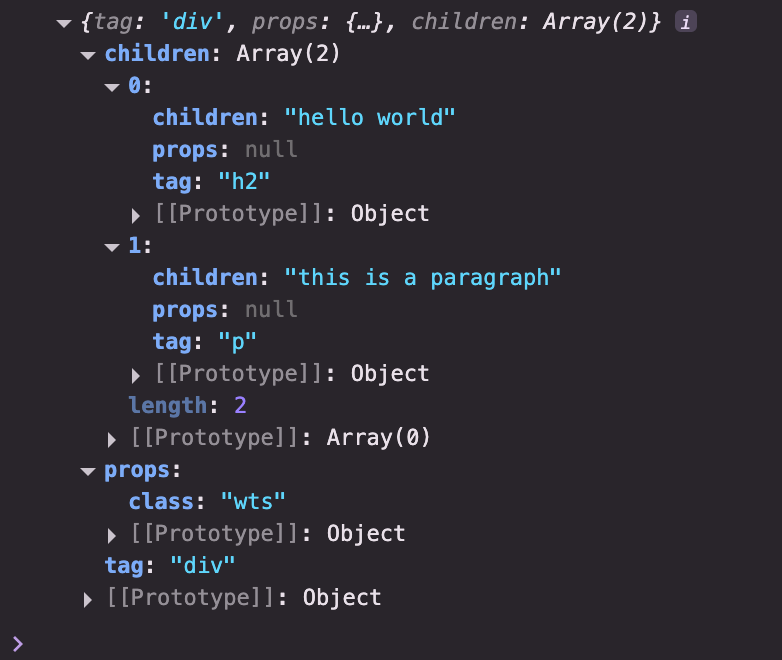 {tag: 'div', props: {…}, children: Array(2)} i
children: Array(2)
0:
children: "hello world"
props: null
tag: "h2"
[[Prototype]]: Object
1:
children: "this is a paragraph"
props: null
tag: "p"
[[Prototype]]: Object
length: 2
[[Prototype]]: Array(0)
props:
class: "wts"
[[Prototype]]: Object
tag: "div"
[[Prototype]]: Object